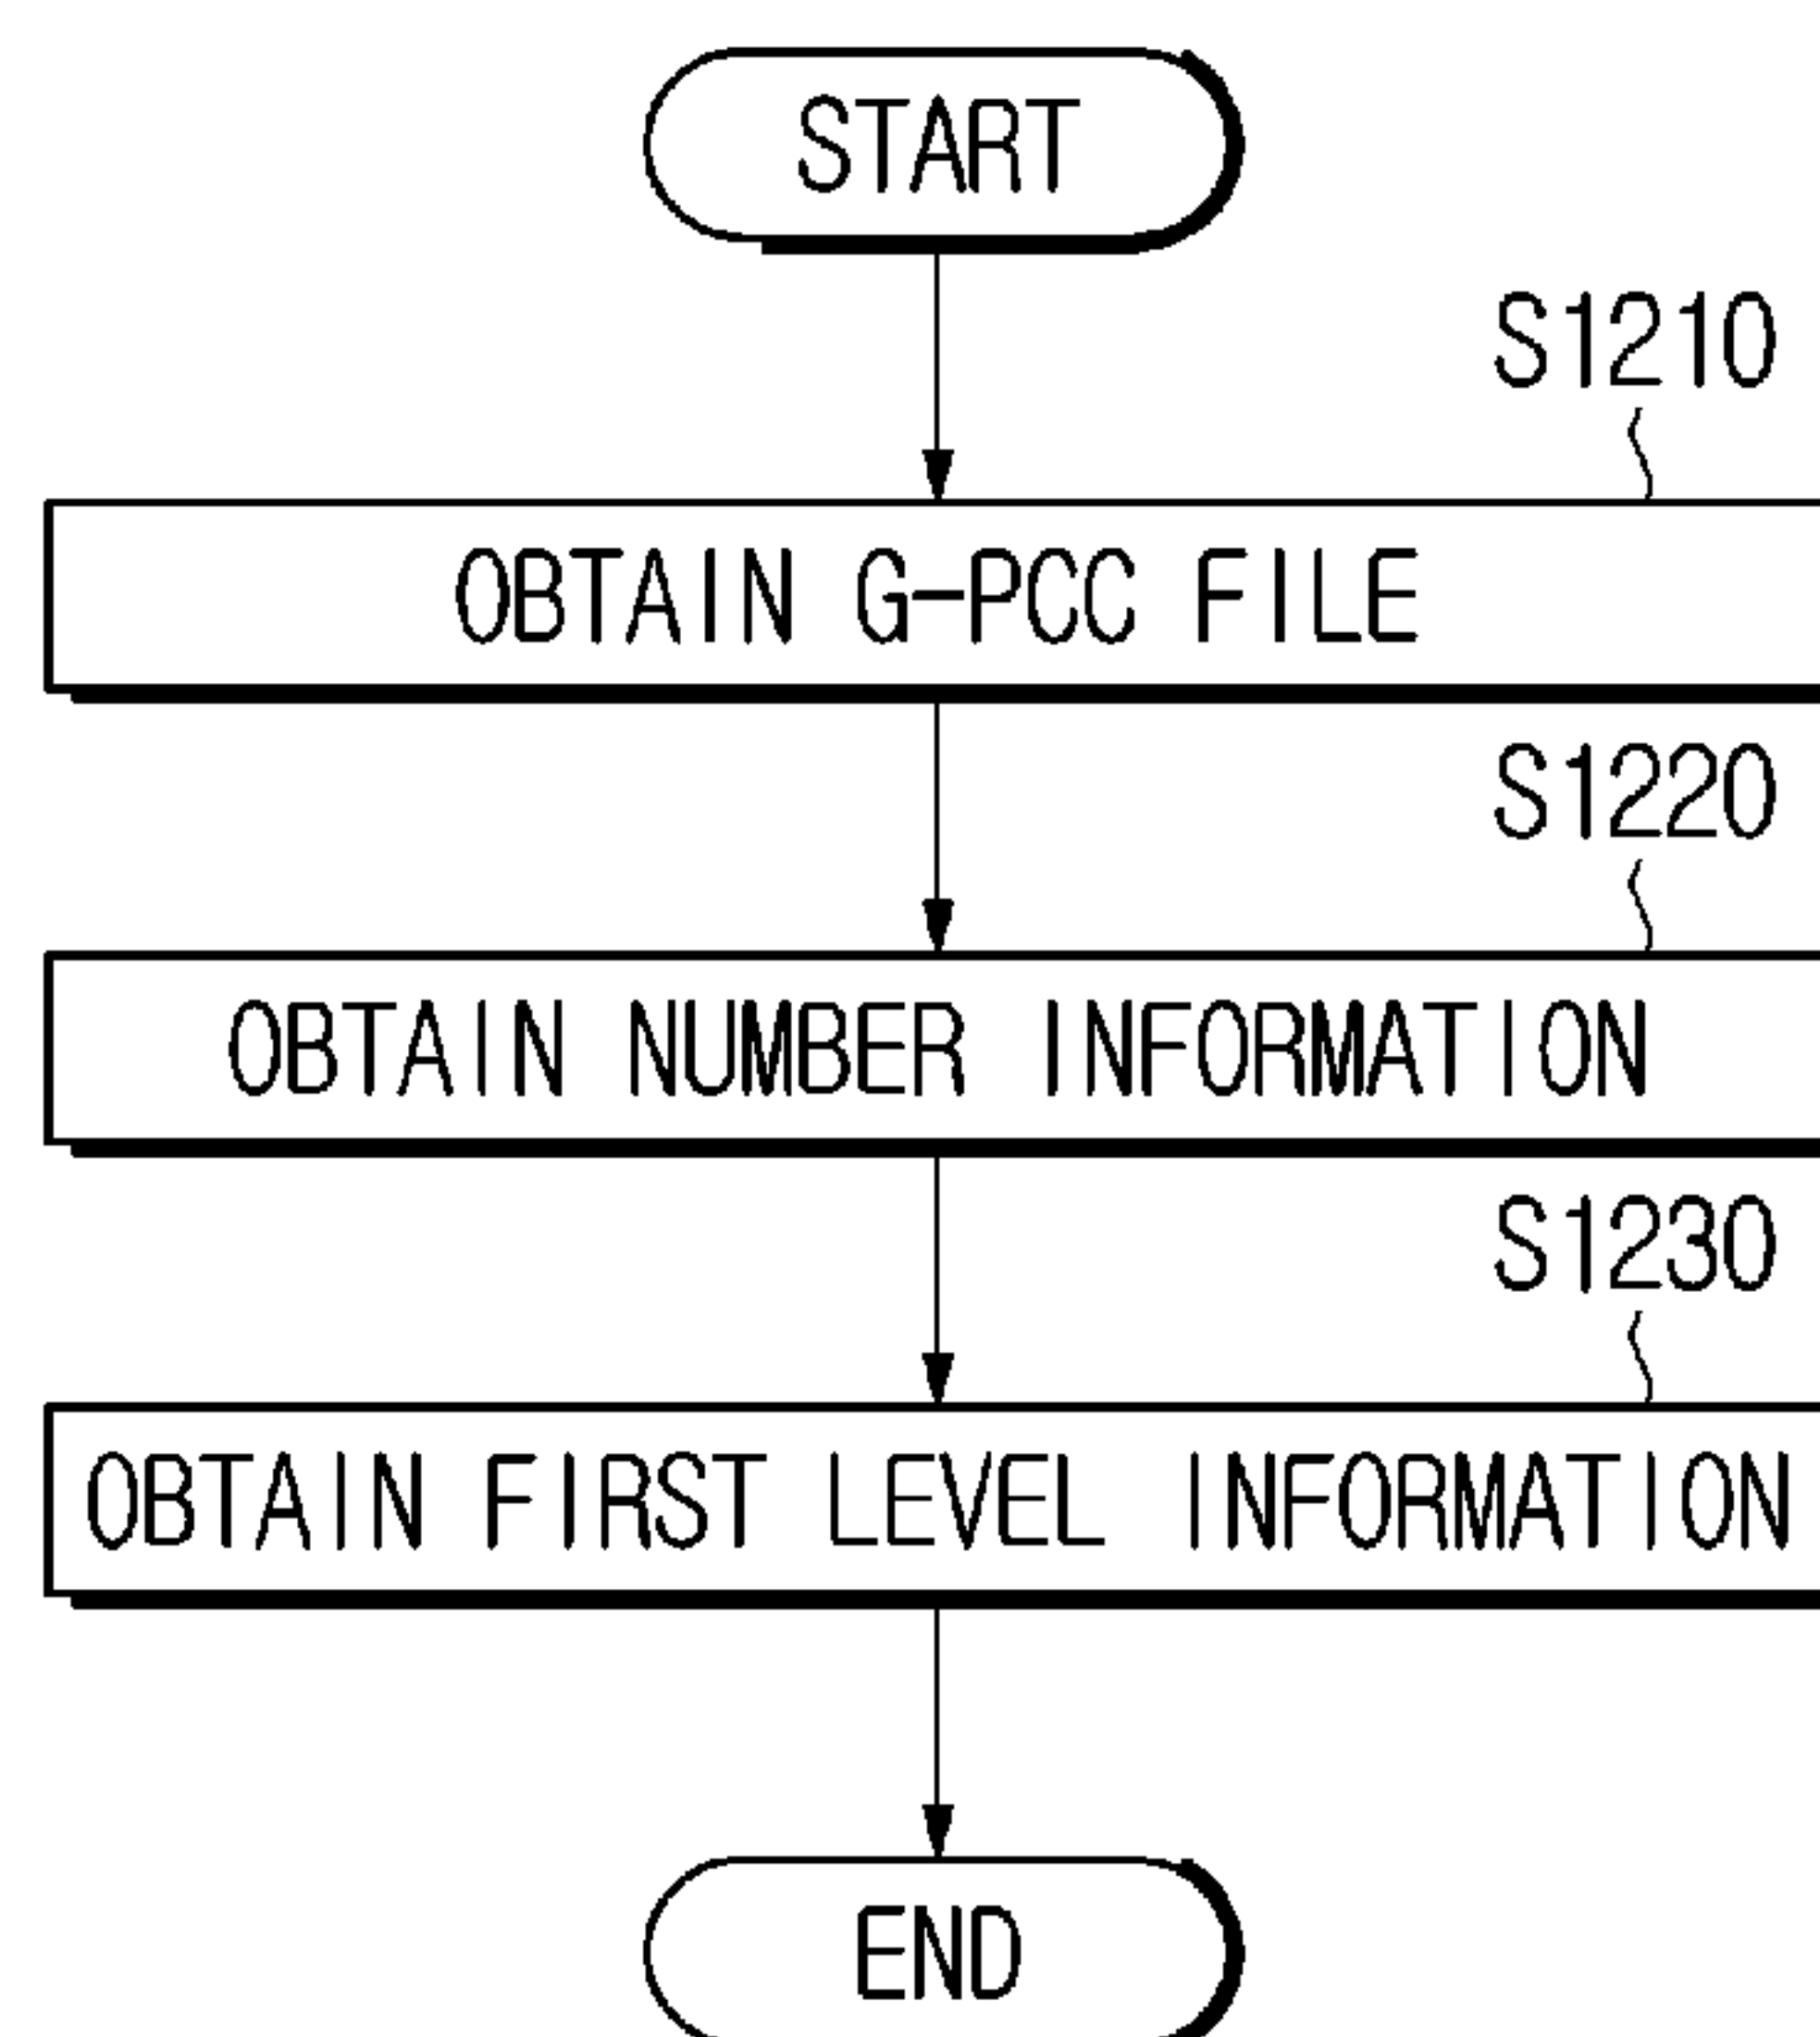 START
S1210
OBTAIN G-PCC FILE
S1220
OBTAIN NUMBER INFORMATION
S1230
OBTAIN FIRST LEVEL INFORMATION
END